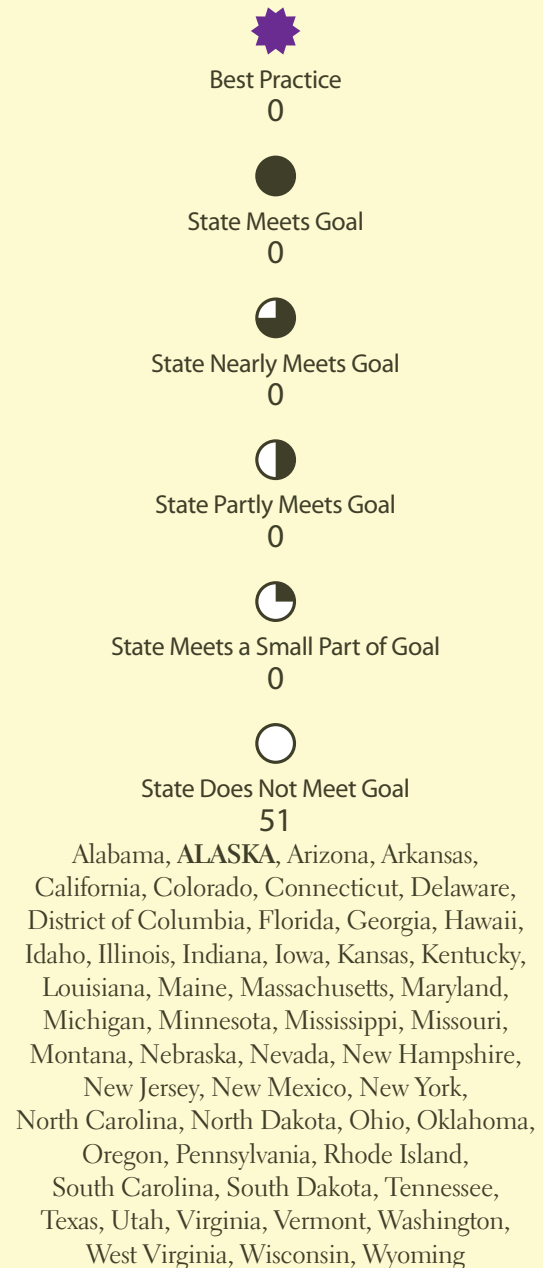 Best Practice
0
State Meets Goal
0
State Nearly Meets Goal
0
State Partly Meets Goal
0
State Meets a Small Part of Goal
0
State Does Not Meet Goal
51
Alabama, ALASKA, Arizona, Arkansas,
California, Colorado, Connecticut, Delaware,
District of Columbia, Florida, Georgia, Hawaii,
Idaho, Illinois, Indiana, Iowa, Kansas, Kentucky,
Louisiana, Maine, Massachusetts, Maryland,
Michigan, Minnesota, Mississippi, Missouri,
Montana, Nebraska, Nevada, New Hampshire,
New Jersey, New Mexico, New York,
North Carolina, North Dakota, Ohio, Oklahoma,
Oregon, Pennsylvania, Rhode Island,
South Carolina, South Dakota, Tennessee,
Texas, Utah, Virginia, Vermont, Washington,
West Virginia, Wisconsin, Wyoming